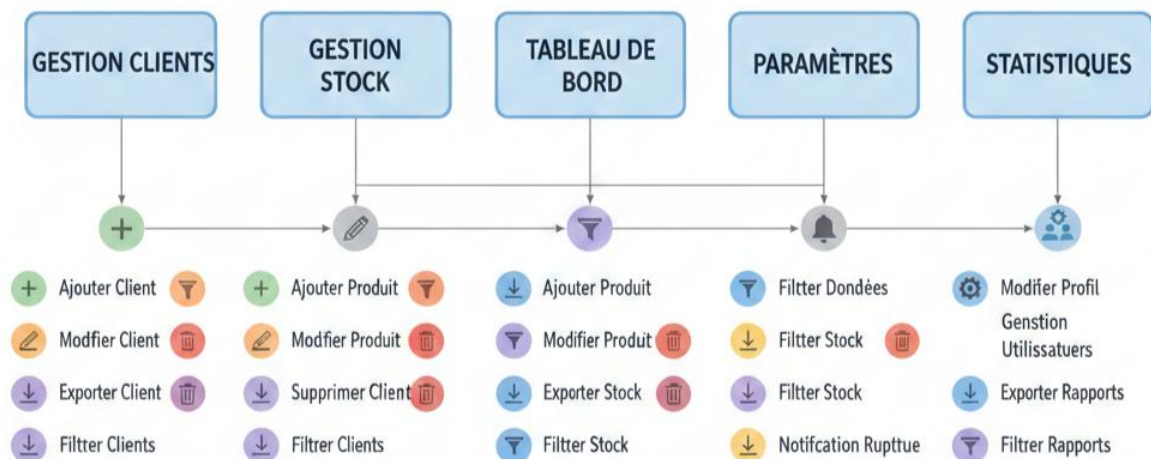 GESTION CLIENTS
GESTION
STOCK
TABLEAU DE
BORD
PARAMÈTRES
STATISTIQUES
Ajouter Client
Modfier Client
Exporter Client
Filtter Clients
Ajouter Produit
Modfier Produit
Supprimer Client
Filtrer Clients
Ajouter Produit
Modifier Produit
Exporter Stock
Filtter Stock
Filtter Dondées
Filtter Stock
Filtter Stock
Notifcation Rupttue
Modifer Profil
Genstion
Utilissatuers
Exporter Rapports
Filtrer Rapports